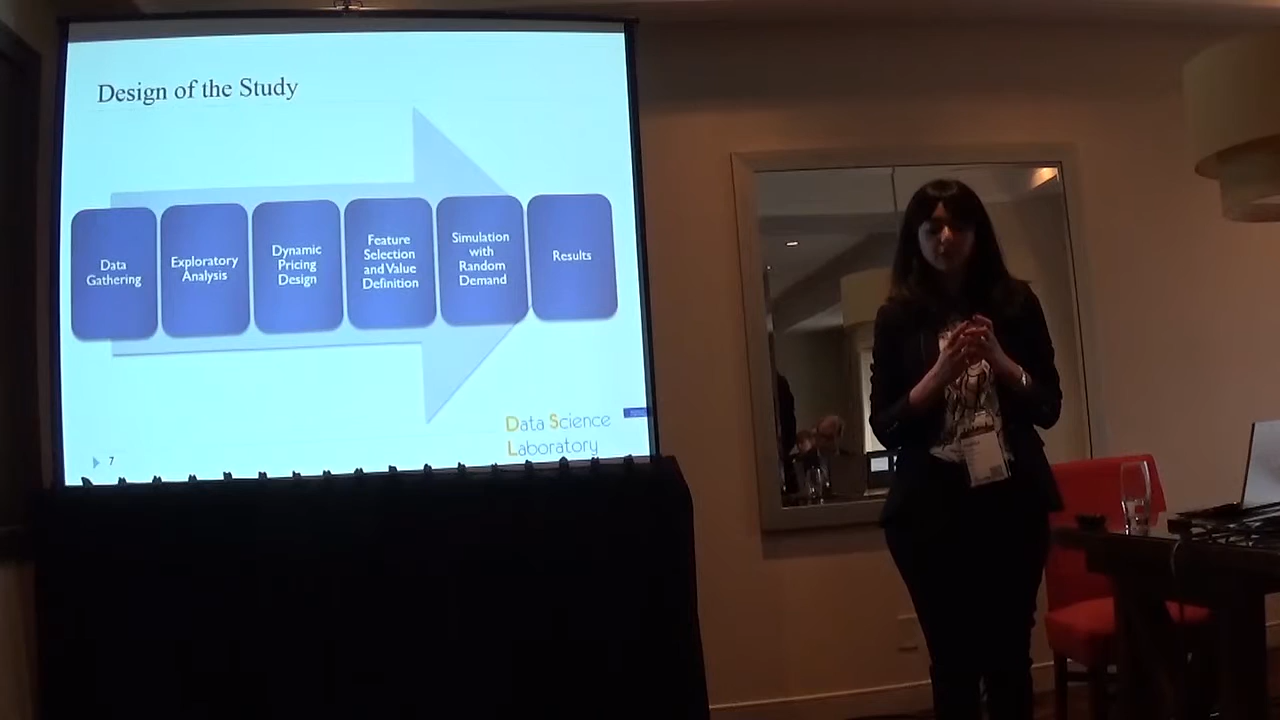 Design of the Study
Data
Gathering
Exploratory
Analysis
Dynamic
Pricing
Design
Feature
Selection
and Value
Definition
Simulation
with
Random
Demand
Results
Data Science
Laboratory
7